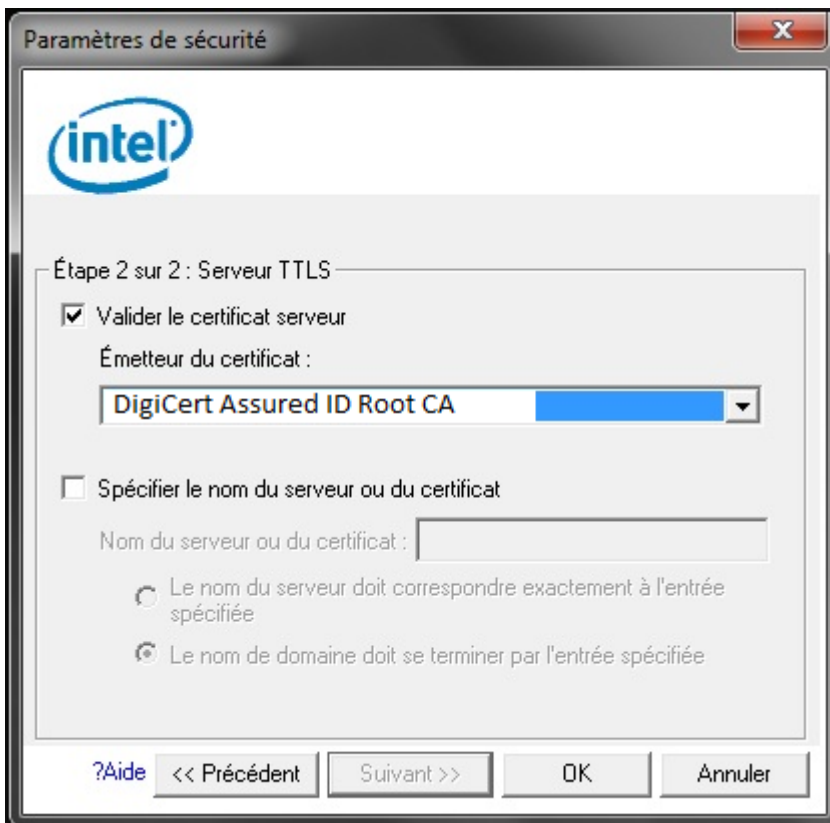 Paramètres de sécurité
intel
Étape 2 sur 2 : Serveur TTLS
Valider le certificat serveur
Émetteur du certificat :
DigiCert Assured ID Root CA
Spécifier le nom du serveur ou du certificat
Nom du serveur ou du certificat :
Le nom du serveur doit correspondre exactement à l'entrée
spécifiée
Le nom de domaine doit se terminer par l'entrée spécifiée
?Aide << Précédent Suivant >> OK Annuler